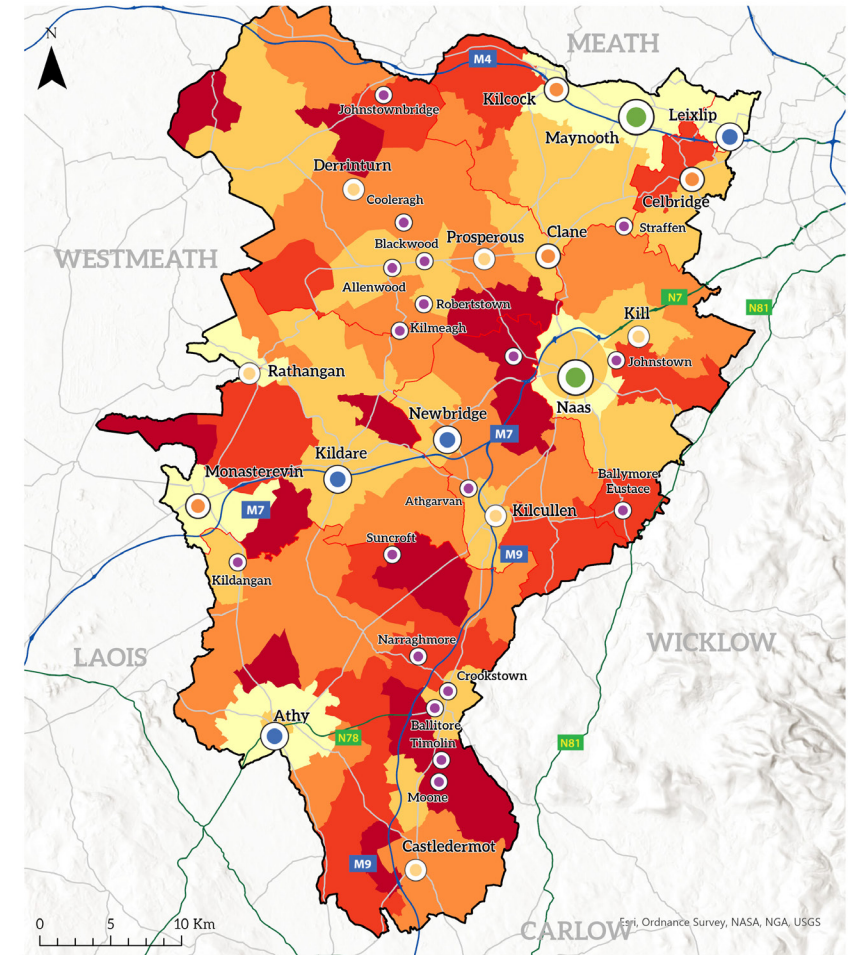 N
MEATH
M4
Kilcock
Johnstownbridge
Leixlip
Maynooth
Derrinturn
Cooleragh
Celbridge
Straffen
Blackwood
Prosperous
Clane
WESTMEATH
Allenwood
N7
Robertstown
N81
Kill
Kilmeagh
Johnstown
Rathangan
Naas
Newbridge
M7
Kildare
Monasterevin
Ballymore
Eustace
Athgarvan
M7
Kilcullen
Suncroft
M9
Kildangan
Narraghmore
WICKLOW
LAOIS
Crookstown
Athy
Ballitore
N78
Timolin
N81
Moone
Castledermot
M9
0 5 10 Km
CARLOW
Esri, Ordnance Survey, NASA, NGA, USGS